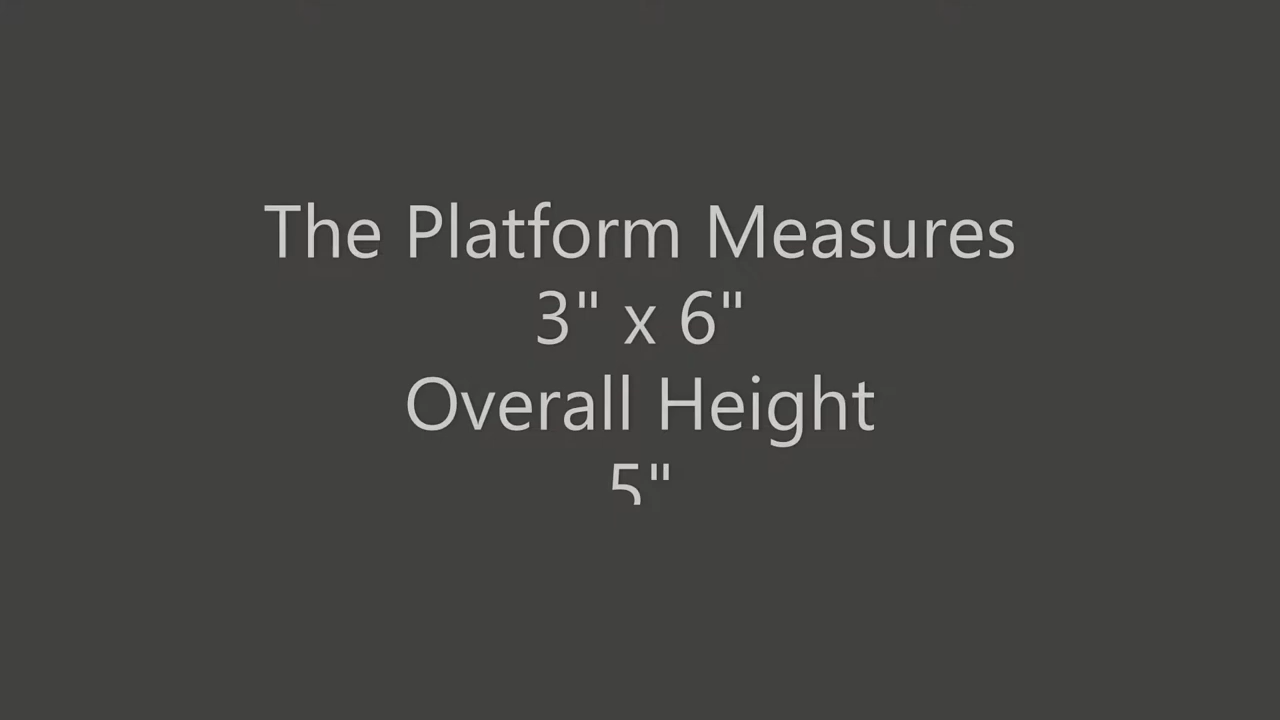 The Platform Measures
3" x 6"
Overall Height
5"